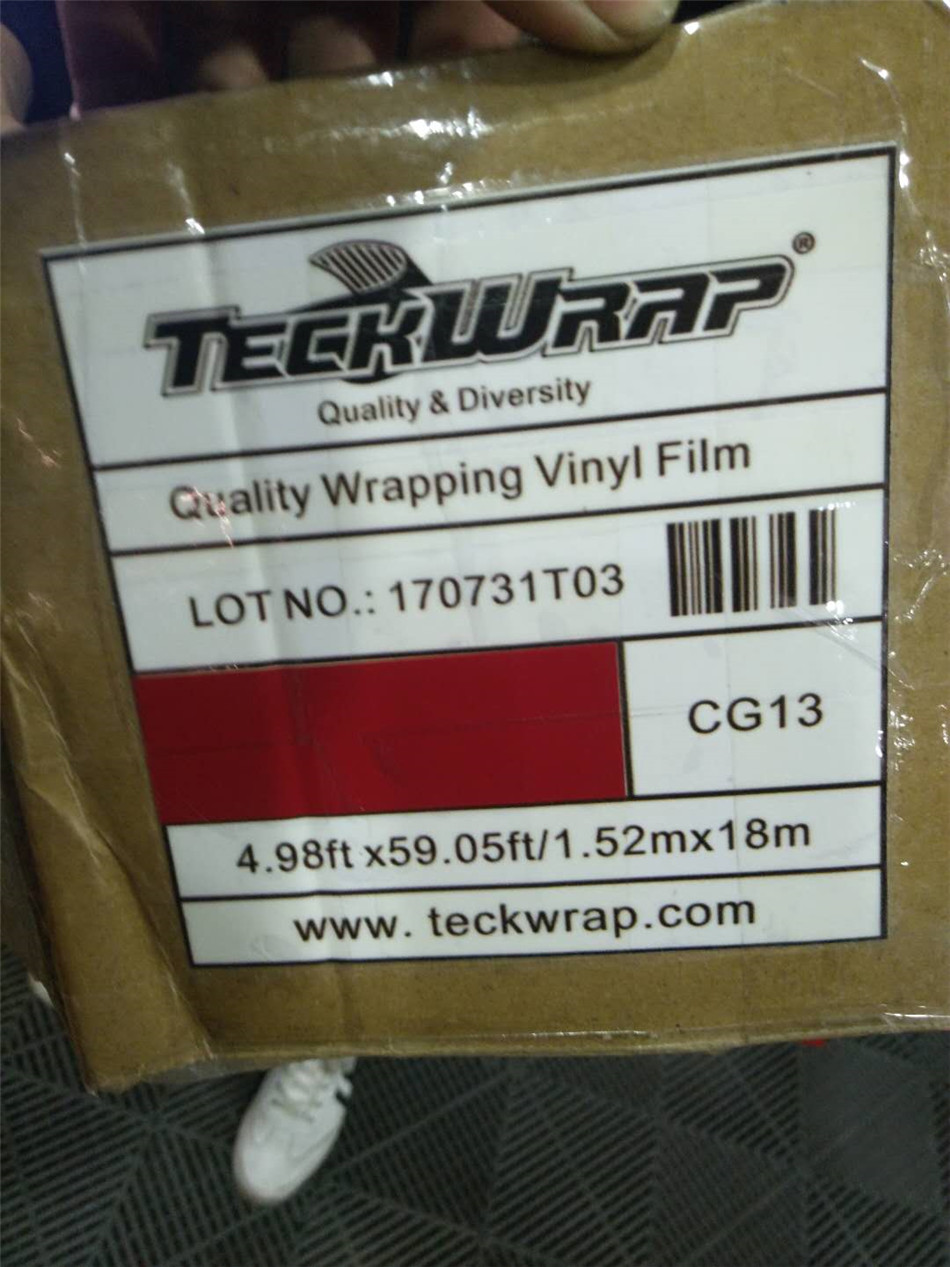 TECKWRAP®
Quality & Diversity
Quality Wrapping Vinyl Film
LOT NO.: 170731T03
CG13
4.98ft x59.05ft/1.52mx18m
www. teckwrap.com